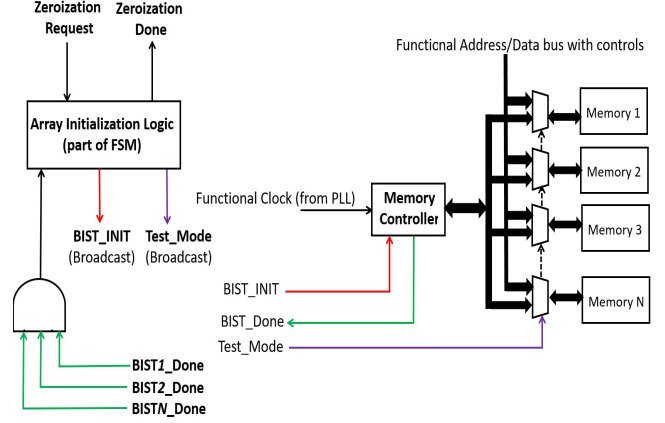 Zeroization
Request
Zeroization
Done
Array Initialization Logic
(part of FSM)
BIST_INIT
(Broadcast)
Test_Mode
(Broadcast)
BIST1_Done
BIST2_Done
BISTN_Done
Functional Address/Data bus with controls
Functional Clock (from PLL)
Memory
Controller
BIST_INIT
BIST_Done
Test_Mode
Memory 1
Memory 2
Memory 3
Memory N